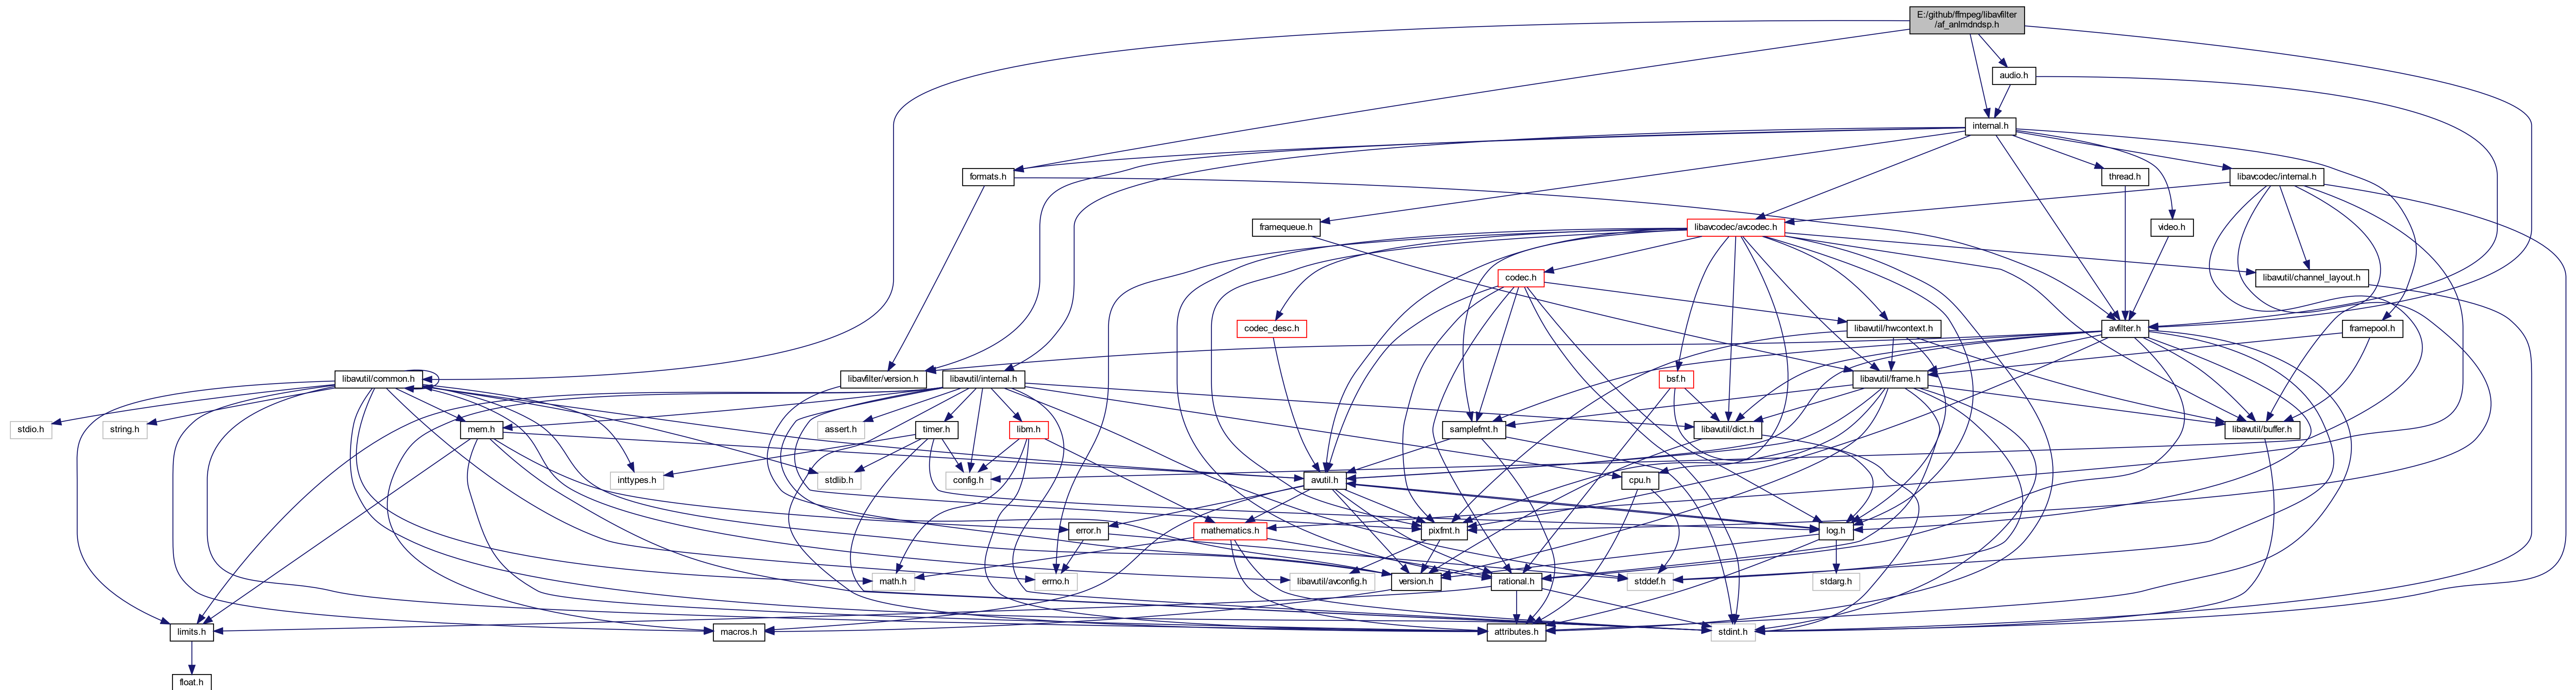 E:/github/ffmpeg/libavfilter
/af_anlmdndsp.h
audio.h
internal.h
formats.h
thread.h
libavcodec/internal.h
framequeue.h
libavcodec/avcodec.h
video.h
codec.h
libavutil/channel_layout.h
codec_desc.h
libavutil/hwcontext.h
avfilter.h
framepool.h
libavutil/common.h
libavfilter/version.h
libavutil/internal.h
bsf.h
libavutil/frame.h
stdio.h
string.h
mem.h
assert.h
timer.h
libm.h
samplefmt.h
libavutil/dict.h
libavutil/buffer.h
inttypes.h
stdlib.h
config.h
avutil.h
cpu.h
error.h
mathematics.h
pixfmt.h
log.h
math.h
errno.h
libavutil/avconfig.h
version.h
rational.h
stddef.h
stdarg.h
limits.h
macros.h
attributes.h
stdint.h
float.h